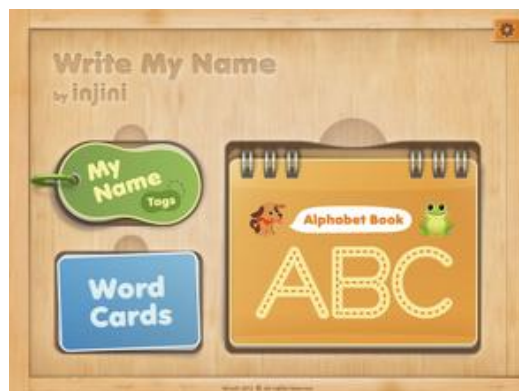 Write My Name
by injini
My
Name
Tags
Word
Cards
Alphabet Book
ABC